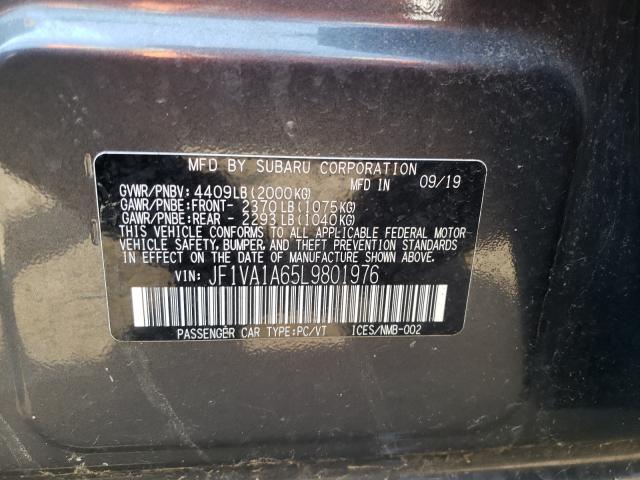 MFD BY SUBARU CORPORATION
GVWR/PNBV: 4409LB(2000KG) MFD IN 09/19
GAWR/PNBE:FRONT- 2370LB(1075KG)
GAWR/PNBE:REAR - 2293LB(1040KG)
THIS VEHICLE CONFORMS TO ALL APPLICABLE FEDERAL MOTOR
VEHICLE SAFETY, BUMPER, AND THEFT PREVENTION STANDARDS
IN EFFECT ON THE DATE OF MANUFACTURE SHOWN ABOVE.
VIN: JF1VA1A65L9801976
PASSENGER CAR TYPE:PC/VT ICES/NMB-002